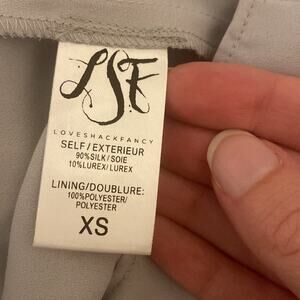 LSF
LOVESHACKFANCY
SELF/EXTERIEUR
90%SILK/SOIE
10%LUREX/LUREX
LINING/DOUBLURE:
100%POLYESTER/
POLYESTER
XS